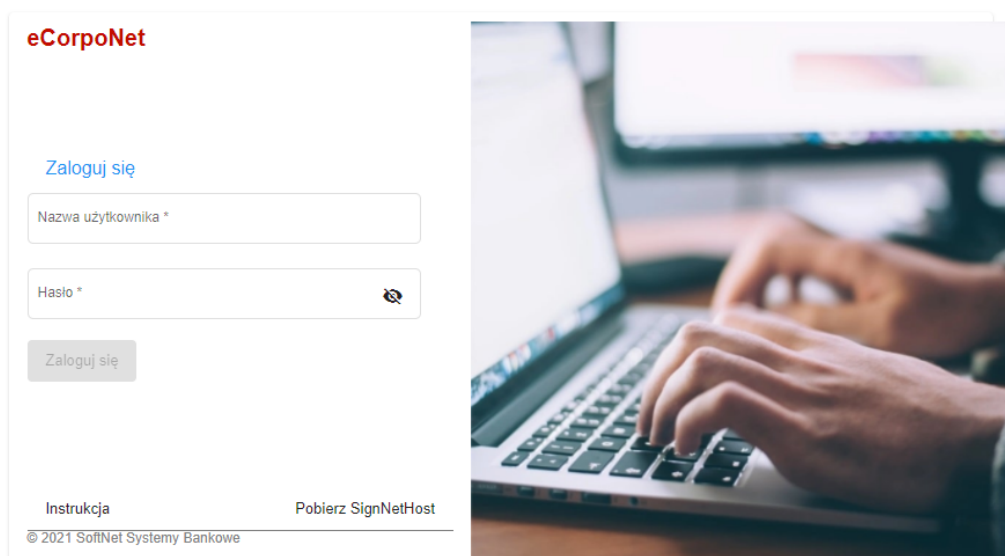 eCorpoNet
Zaloguj się
Nazwa użytkownika *
Hasło *
Zaloguj się
Instrukcja Pobierz SignNetHost
© 2021 SoftNet Systemy Bankowe